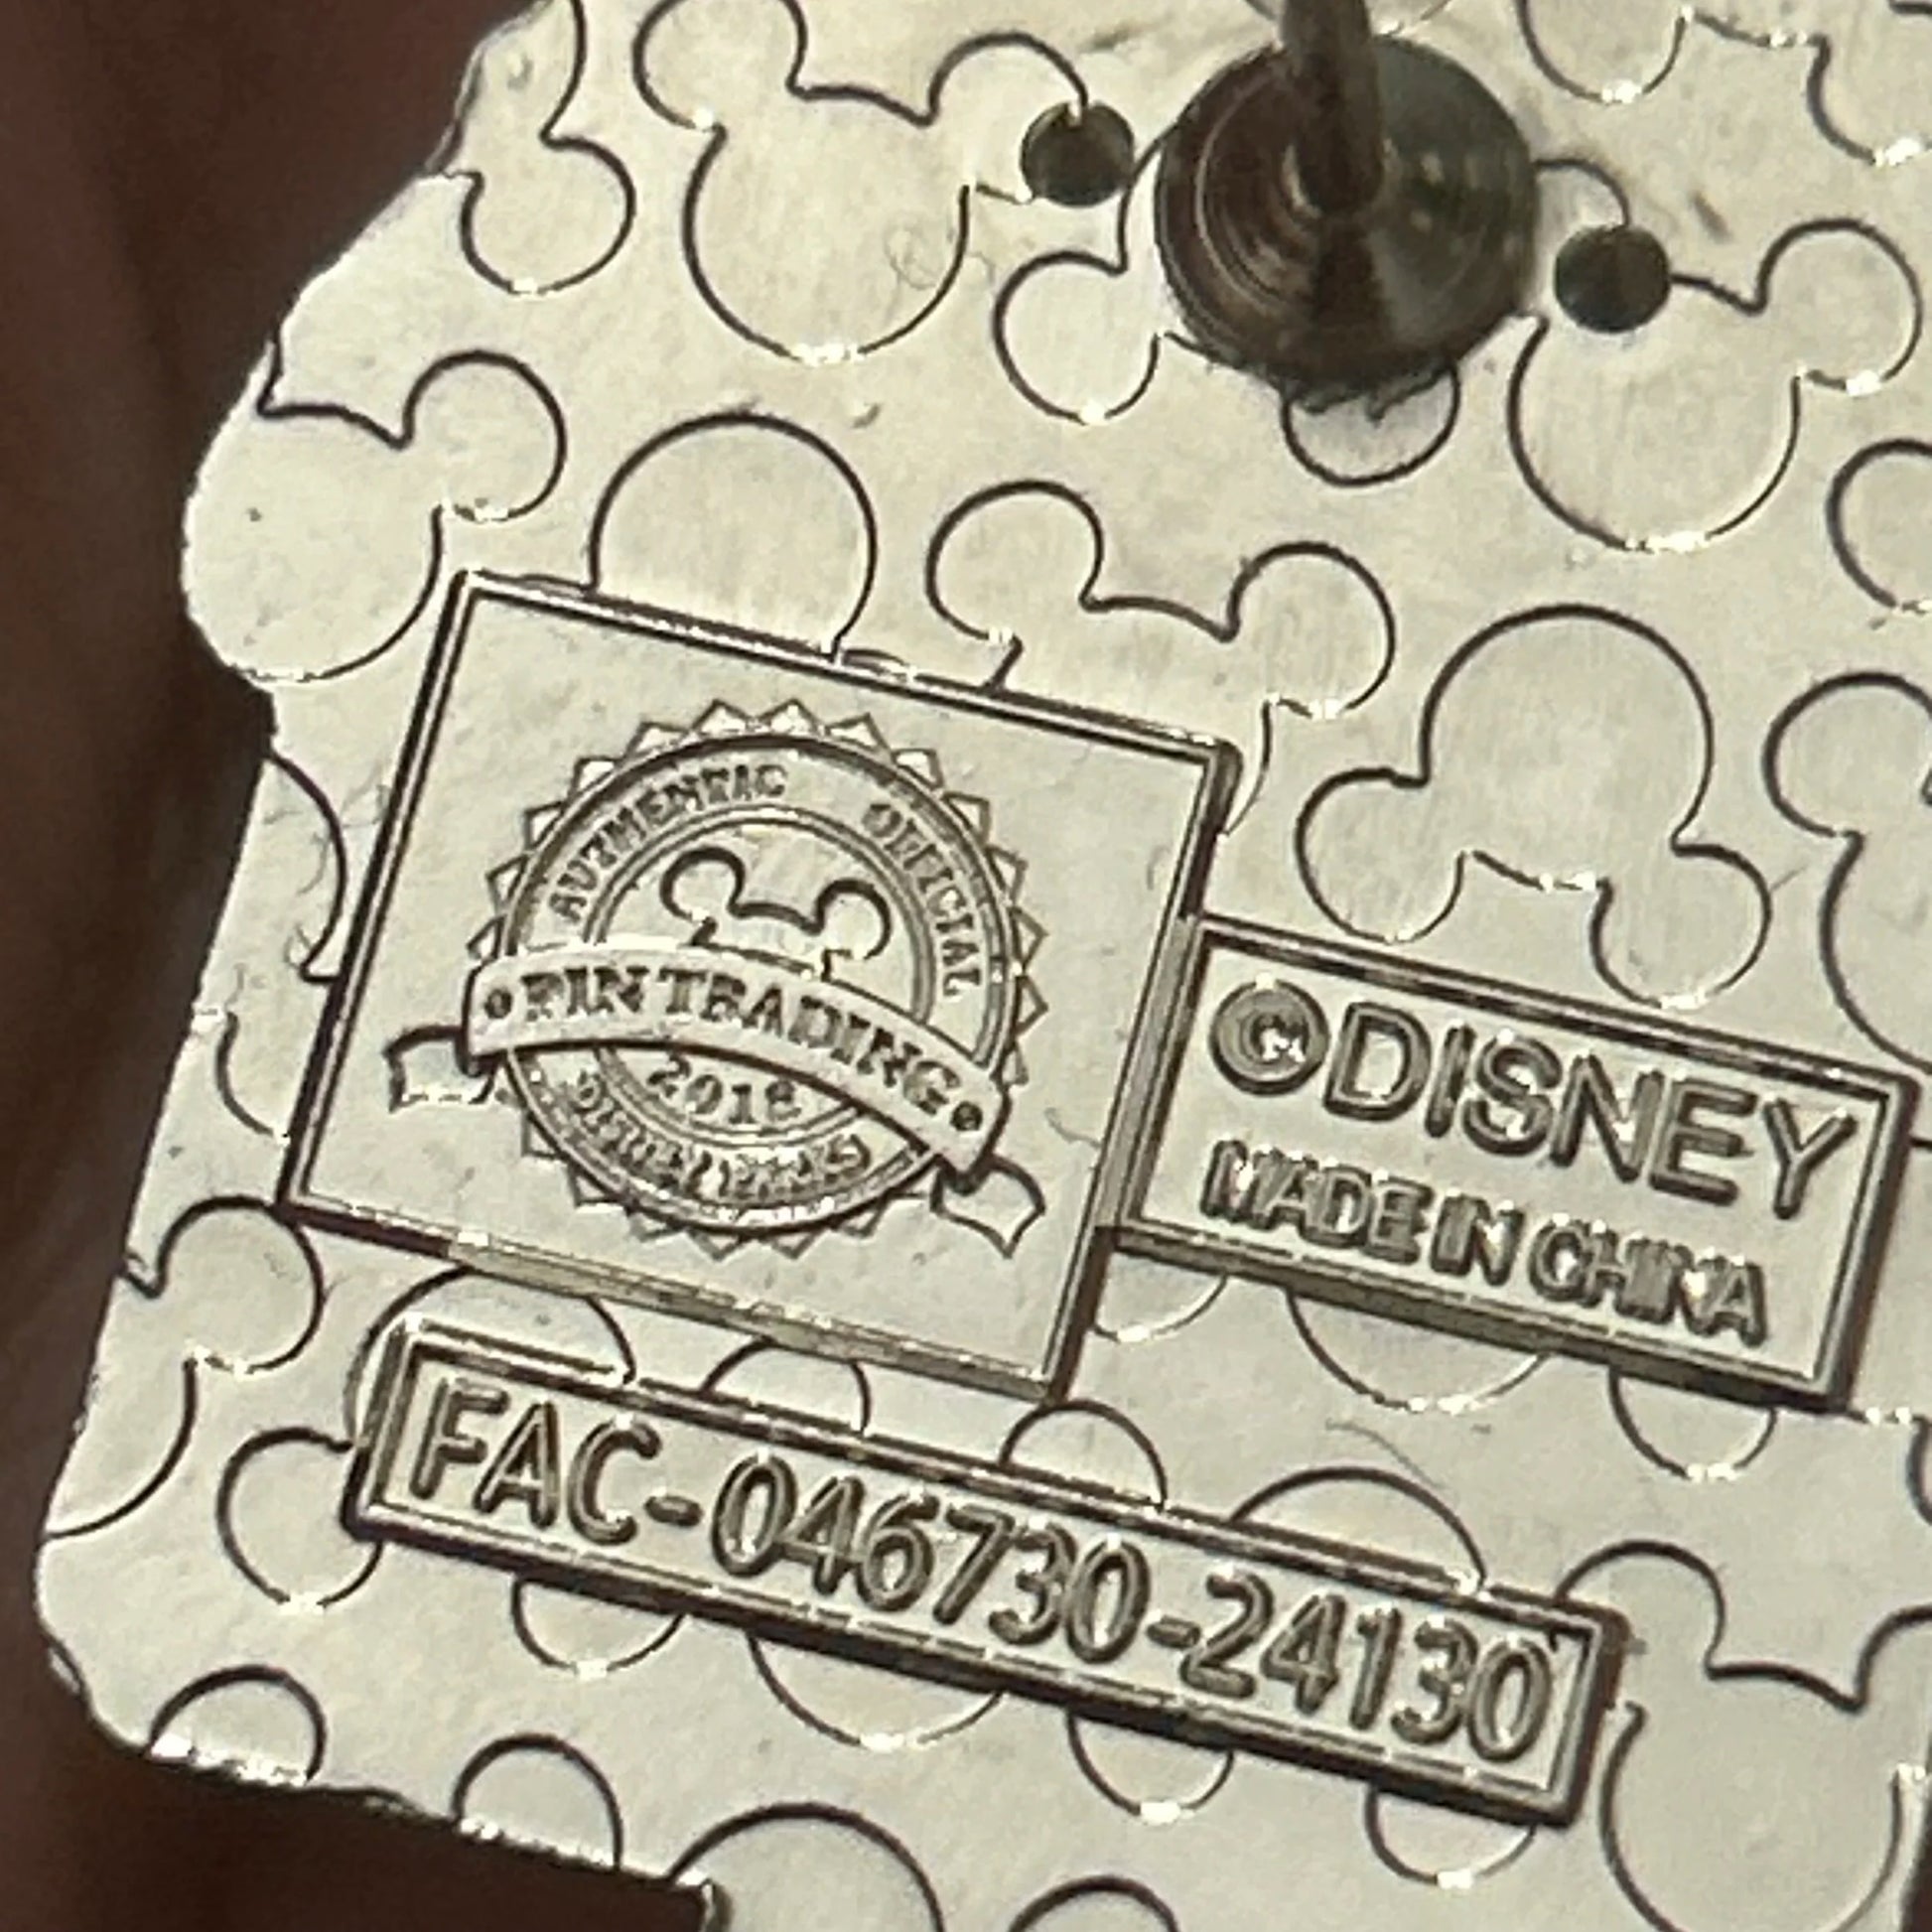 AUTHENTIC OFFICIAL
PIN TRADING
2018
©DISNEY
MADE IN CHINA
FAC-046730-24130